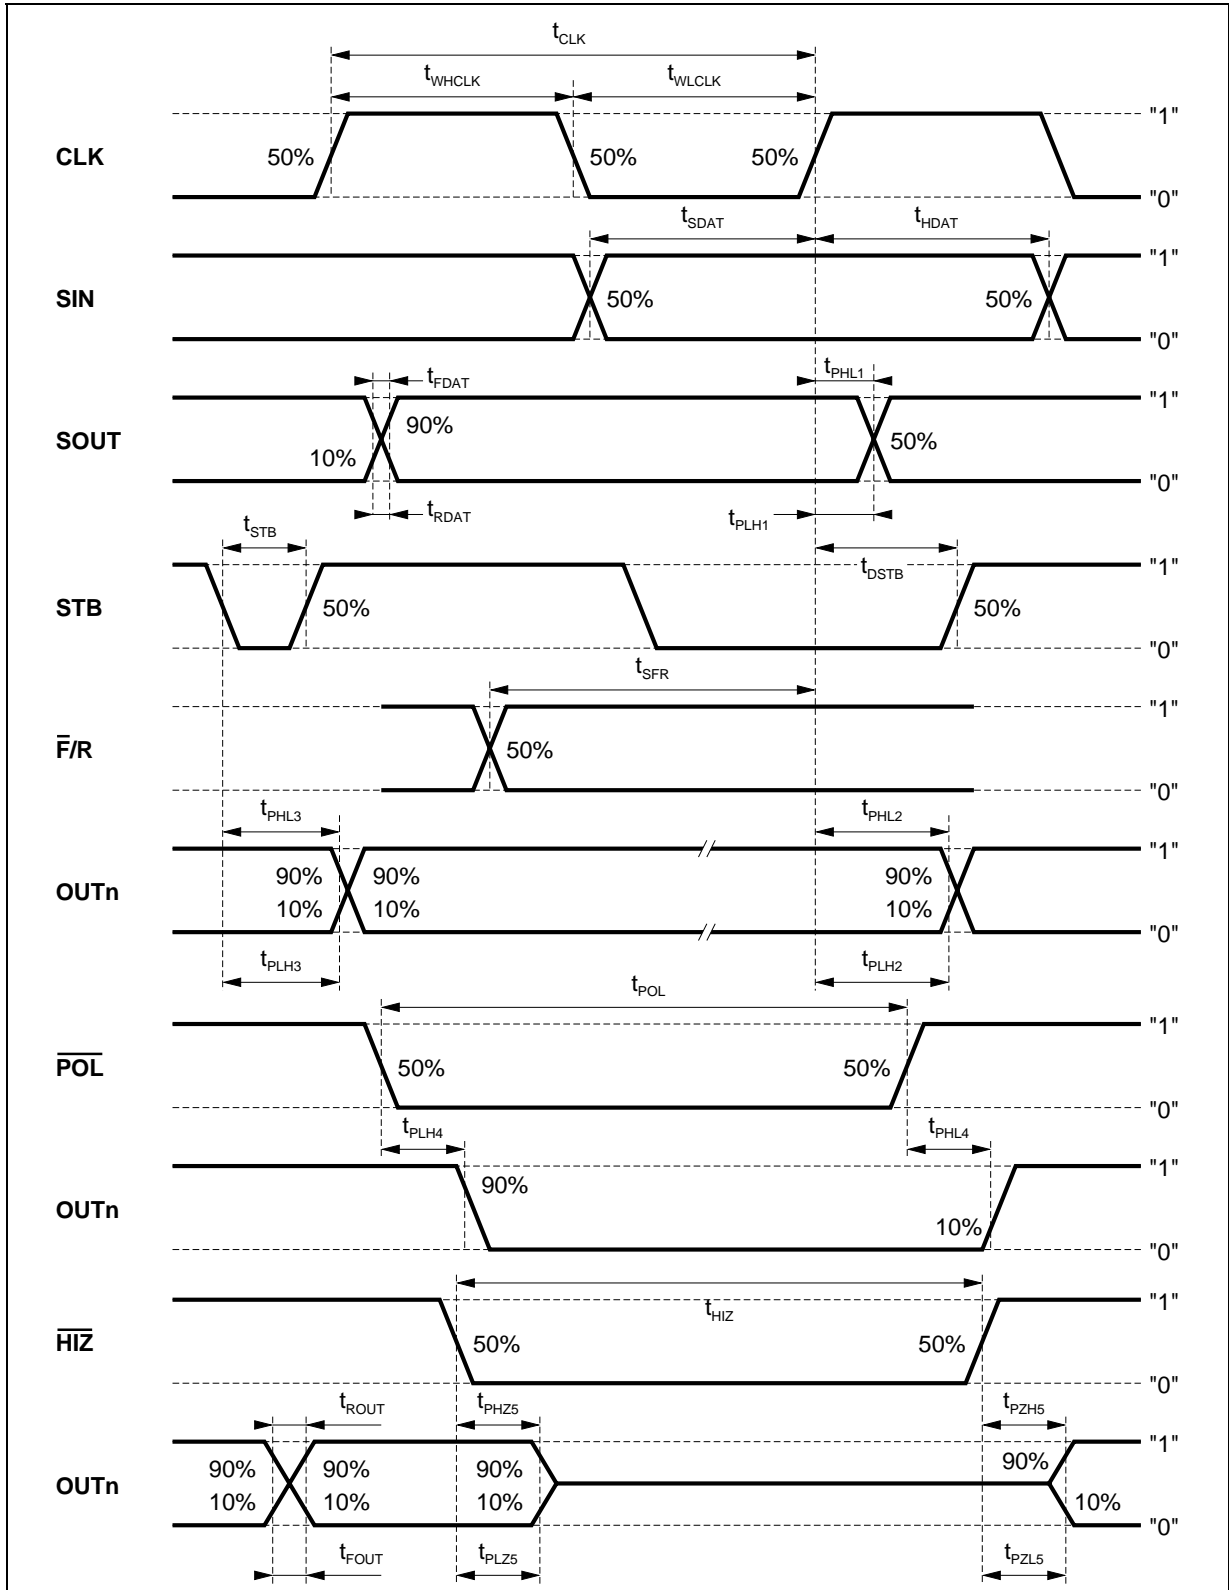 tCLK
tWHCLK tWLCLK
"1"
CLK 50% 50% 50%
"0"
tSDAT tHDAT
"1"
SIN 50% 50%
"0"
tFDAT tPHL1
"1"
90%
SOUT 50%
10%
"0"
tRDAT tPLH1
tSTB
tDSTB "1"
STB 50% 50%
"0"
tSFR
"1"
F̅/R 50%
"0"
tPHL3 tPHL2
"1"
90% 90% 90%
OUTn
10% 10% 10%
"0"
tPLH3 tPLH2
tPOL
"1"
P̅O̅L̅ 50% 50%
"0"
tPLH4 tPHL4
"1"
90%
OUTn 10%
"0"
"1"
tHIZ
H̅I̅Z̅ 50% 50%
"0"
tROUT tPHZ5 tPZH5
"1"
90% 90% 90% 90%
OUTn
10% 10% 10% 10%
"0"
tFOUT tPLZ5 tPZL5